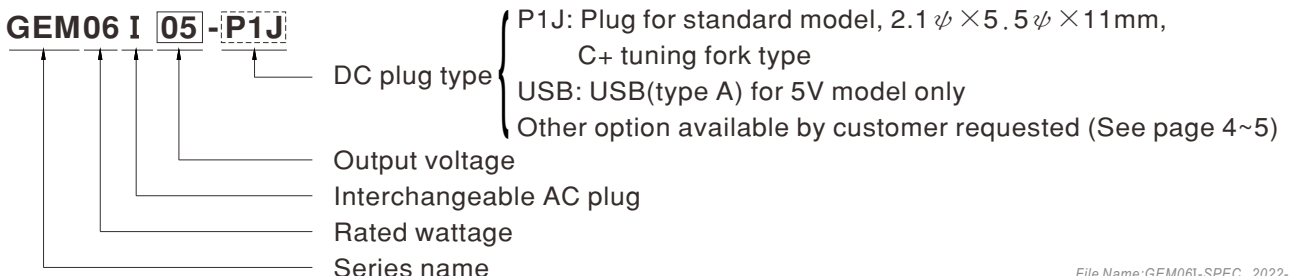 GEM06 I 05 - P1J
P1J: Plug for standard model, 2.1ψ×5.5ψ×11mm,
C+ tuning fork type
DC plug type
USB: USB(type A) for 5V model only
Other option available by customer requested (See page 4~5)
Output voltage
Interchangeable AC plug
Rated wattage
Series name
File Name:GEM06I-SPEC 2022-